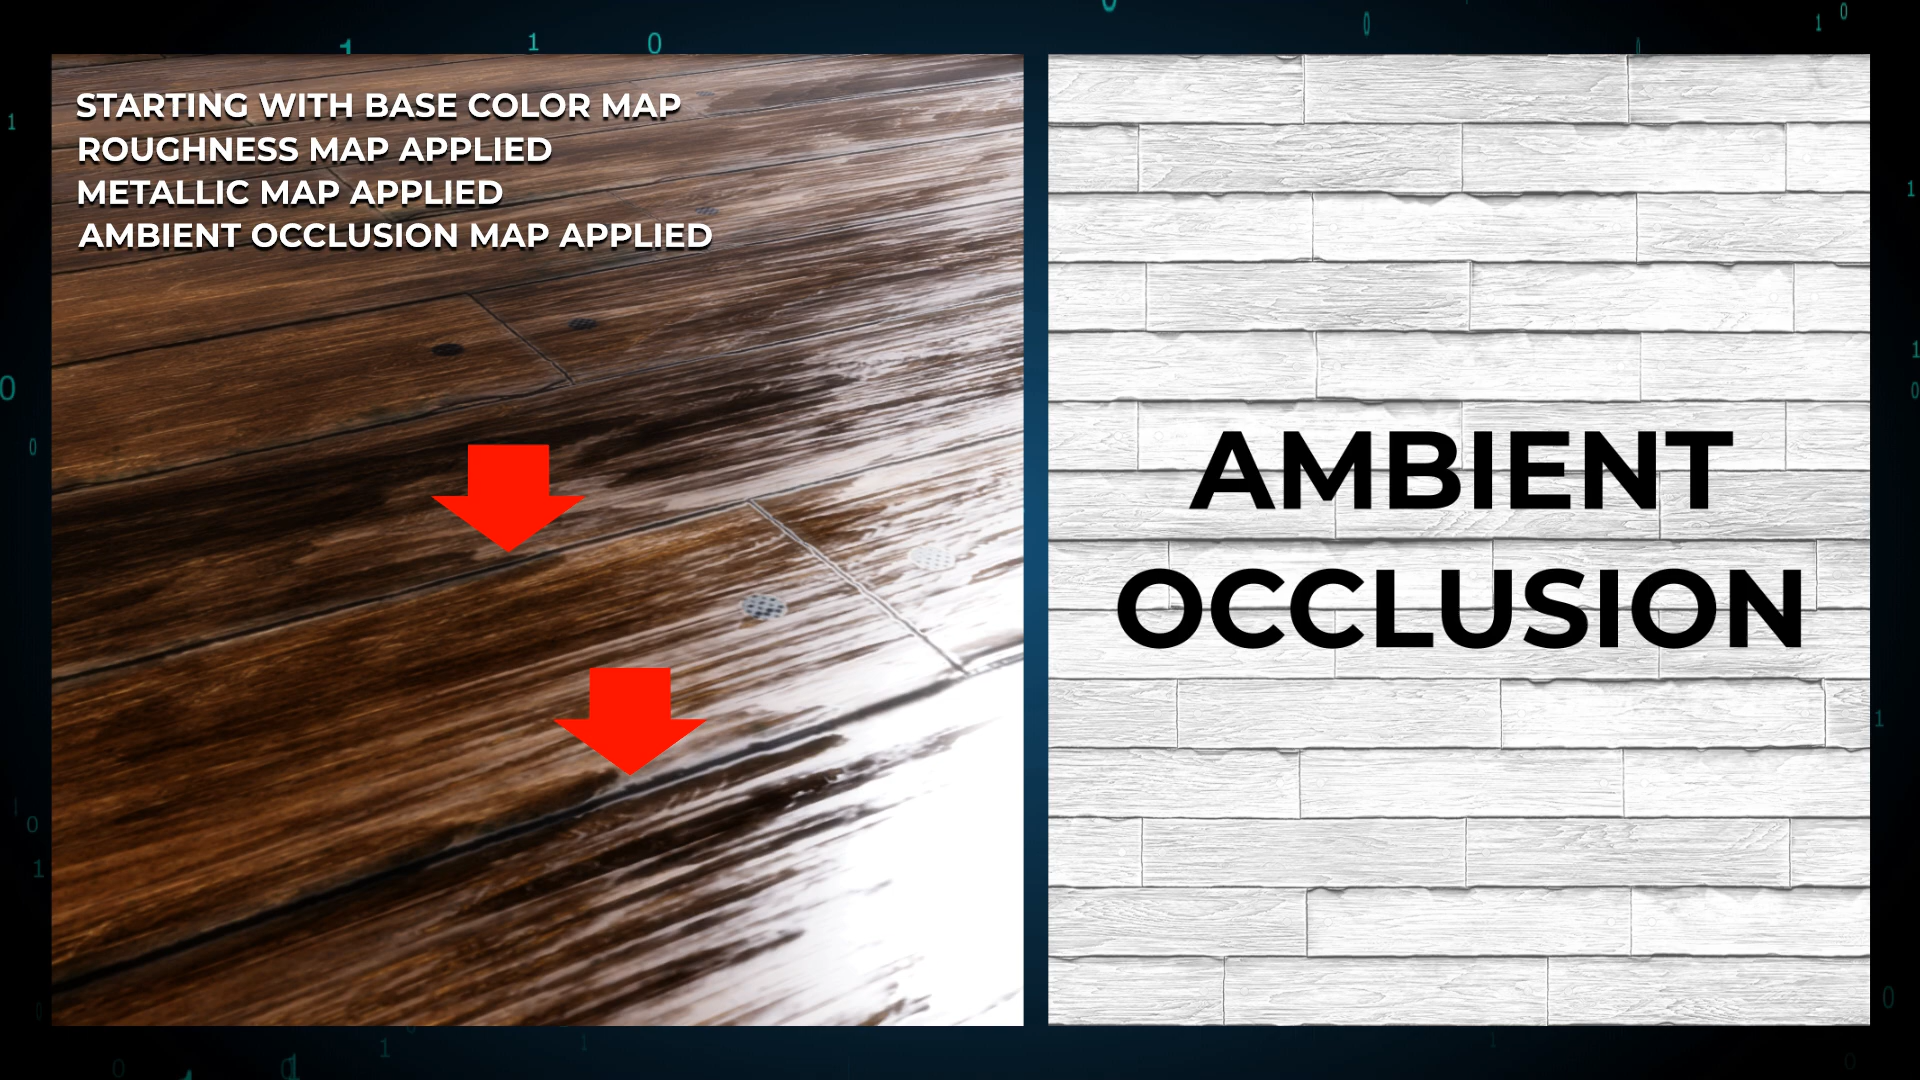 STARTING WITH BASE COLOR MAP
ROUGHNESS MAP APPLIED
METALLIC MAP APPLIED
AMBIENT OCCLUSION MAP APPLIED
AMBIENT
OCCLUSION